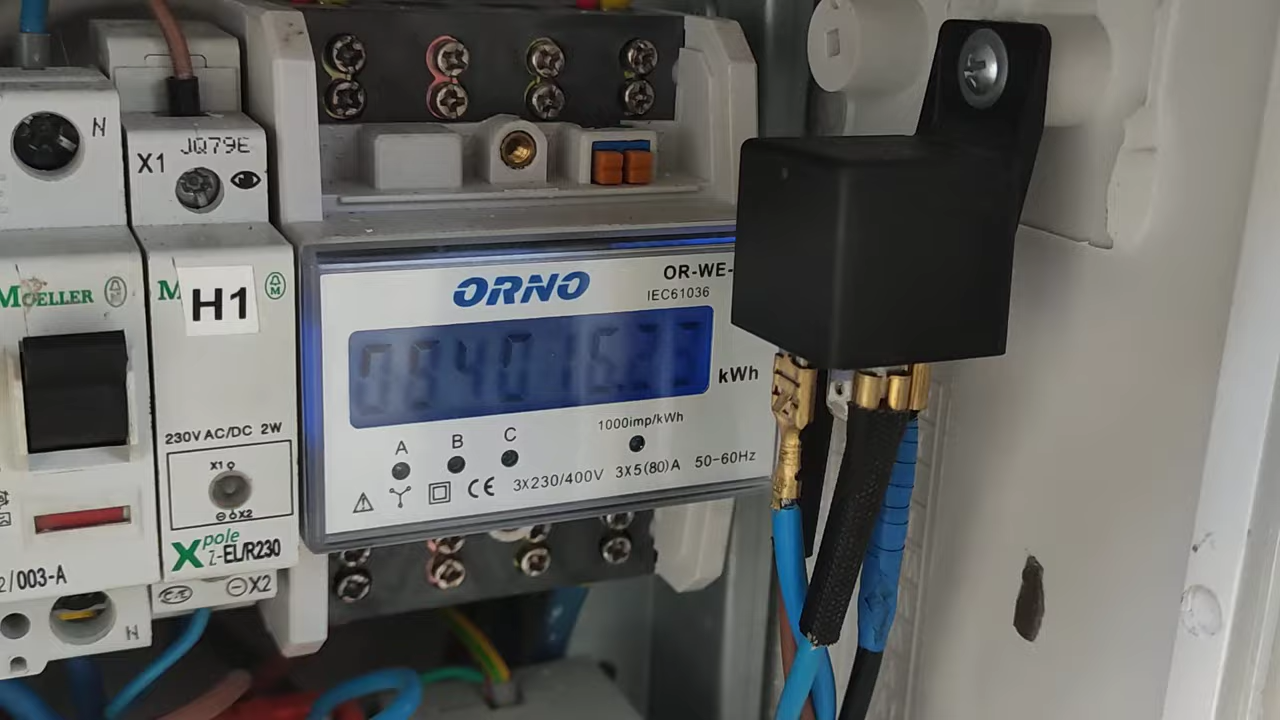 N
X1
JQ79E
MOELLER
M
H1
230V AC/DC 2W
X1
X2
Xpole
Z-EL/R230
X2
2/003-A
N
ORNO
OR-WE-
IEC61036
kWh
1000imp/kWh
A B C
CE 3X230/400V 3X5(80)A 50-60Hz